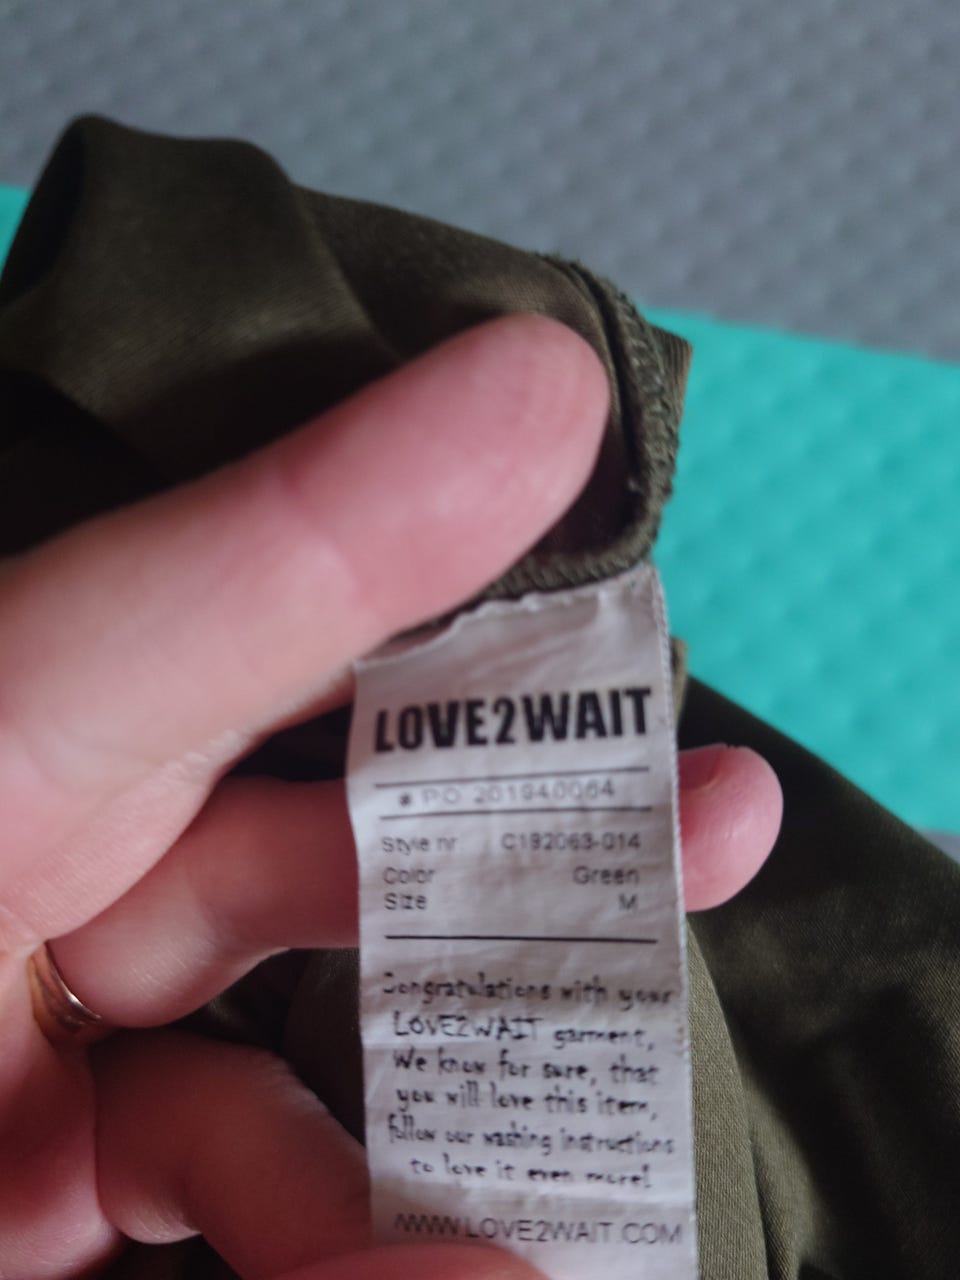 LOVE2WAIT
# PO 201940064
Style nr C192063-014
Color Green
Size M
Congratulations with your
LOVE2WAIT garment,
We know for sure, that
you will love this item,
follow our washing instructions
to love it even more!
WWW.LOVE2WAIT.COM